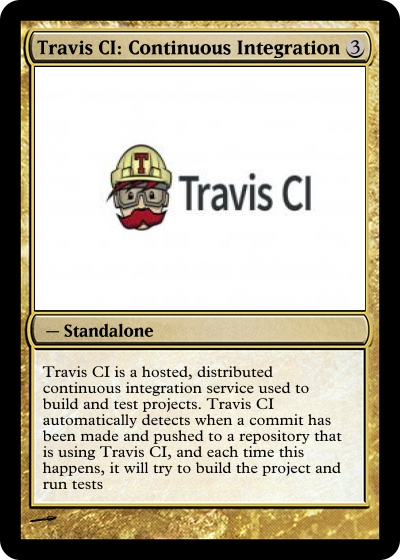 Travis CI: Continuous Integration 3
T
Travis CI
— Standalone
Travis CI is a hosted, distributed
continuous integration service used to
build and test projects. Travis CI
automatically detects when a commit has
been made and pushed to a repository that
is using Travis CI, and each time this
happens, it will try to build the project and
run tests